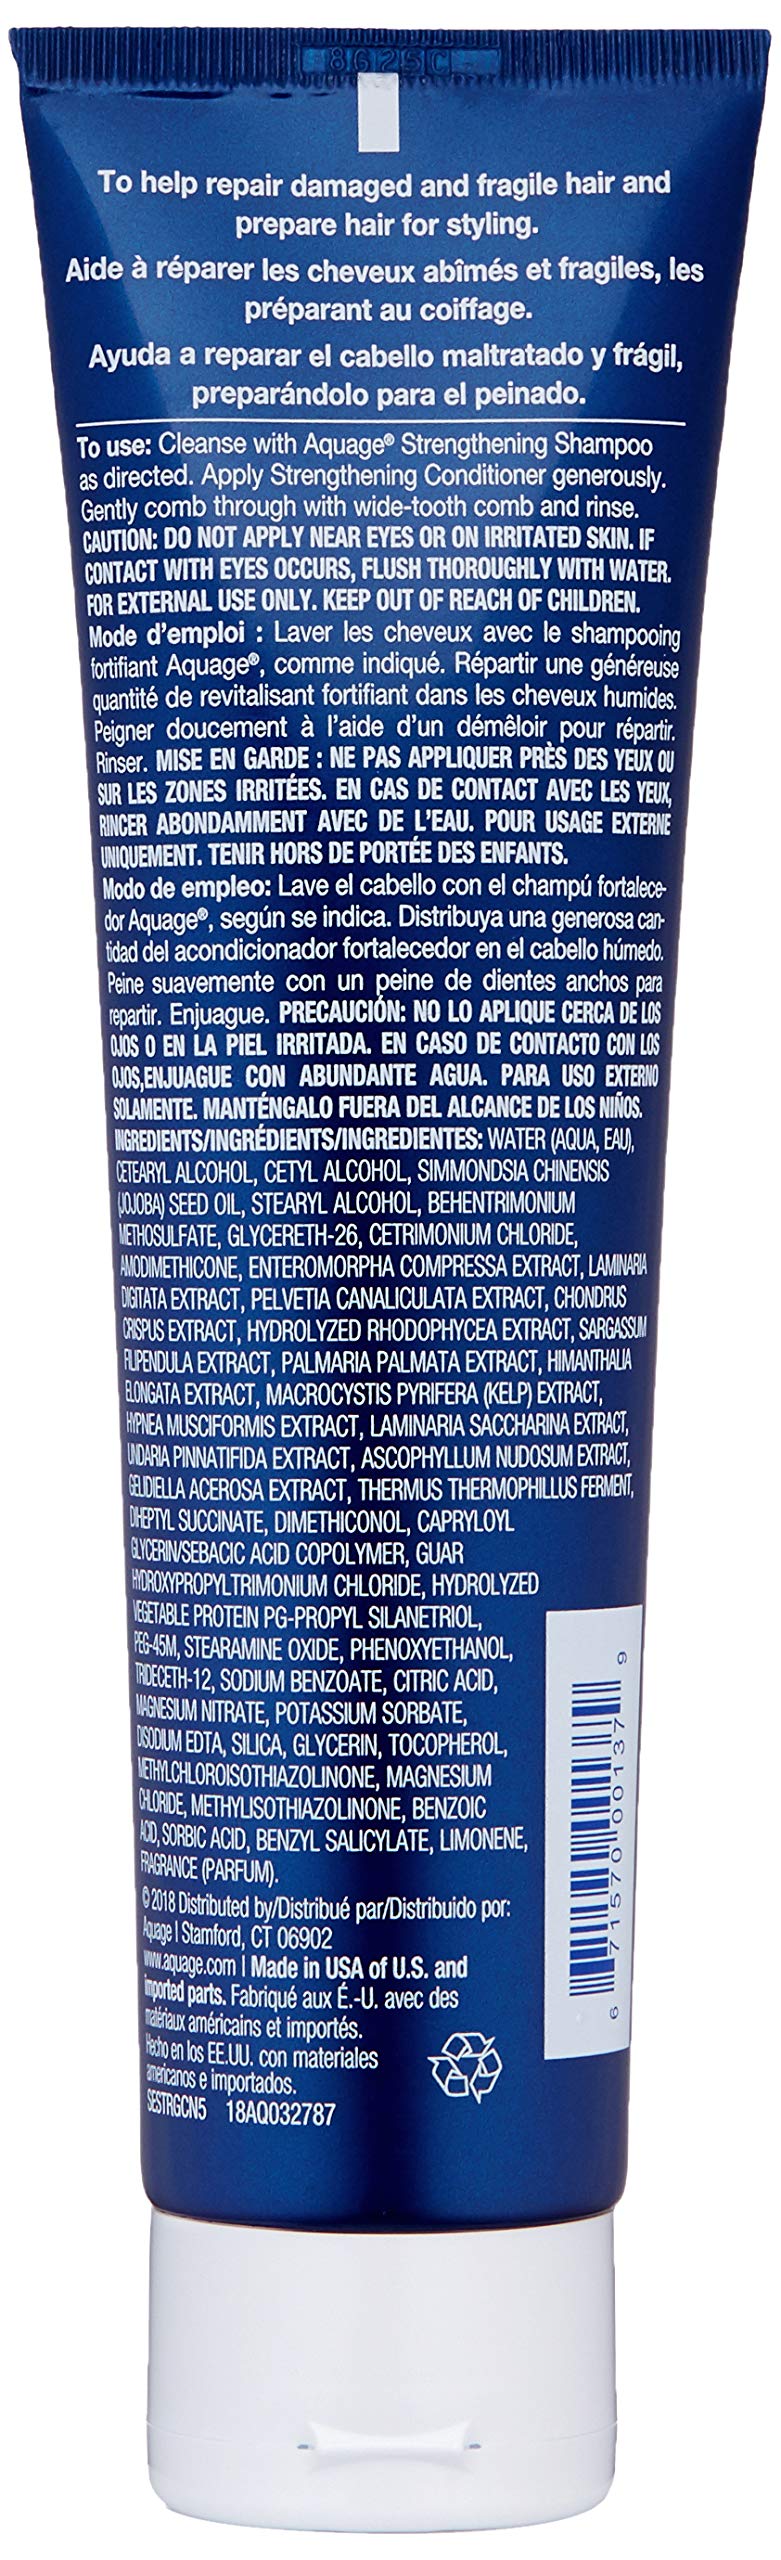 8625C
To help repair damaged and fragile hair and
prepare hair for styling.
Aide à réparer les cheveux abîmés et fragiles, les
préparant au coiffage.
Ayuda a reparar el cabello maltratado y frágil,
preparándolo para el peinado.
To use: Cleanse with Aquage® Strengthening Shampoo
as directed. Apply Strengthening Conditioner generously.
Gently comb through with wide-tooth comb and rinse.
CAUTION: DO NOT APPLY NEAR EYES OR ON IRRITATED SKIN. IF
CONTACT WITH EYES OCCURS, FLUSH THOROUGHLY WITH WATER.
FOR EXTERNAL USE ONLY. KEEP OUT OF REACH OF CHILDREN.
Mode d'emploi : Laver les cheveux avec le shampooing
fortifiant Aquage®, comme indiqué. Répartir une généreuse
quantité de revitalisant fortifiant dans les cheveux humides.
Peigner doucement à l'aide d'un démêloir pour répartir.
Rinser. MISE EN GARDE : NE PAS APPLIQUER PRÈS DES YEUX OU
SUR LES ZONES IRRITÉES. EN CAS DE CONTACT AVEC LES YEUX,
RINCER ABONDAMMENT AVEC DE L'EAU. POUR USAGE EXTERNE
UNIQUEMENT. TENIR HORS DE PORTÉE DES ENFANTS.
Modo de empleo: Lave el cabello con el champú fortalece-
dor Aquage®, según se indica. Distribuya una generosa can-
tidad del acondicionador fortalecedor en el cabello húmedo.
Peine suavemente con un peine de dientes anchos para
repartir. Enjuague. PRECAUCIÓN: NO LO APLIQUE CERCA DE LOS
OJOS O EN LA PIEL IRRITADA. EN CASO DE CONTACTO CON LOS
OJOS,ENJUAGUE CON ABUNDANTE AGUA. PARA USO EXTERNO
SOLAMENTE. MANTÉNGALO FUERA DEL ALCANCE DE LOS NIÑOS.
INGREDIENTS/INGRÉDIENTS/INGREDIENTES: WATER (AQUA, EAU),
CETEARYL ALCOHOL, CETYL ALCOHOL, SIMMONDSIA CHINENSIS
(JOJOBA) SEED OIL, STEARYL ALCOHOL, BEHENTRIMONIUM
METHOSULFATE, GLYCERETH-26, CETRIMONIUM CHLORIDE,
AMODIMETHICONE, ENTEROMORPHA COMPRESSA EXTRACT, LAMINARIA
DIGITATA EXTRACT, PELVETIA CANALICULATA EXTRACT, CHONDRUS
CRISPUS EXTRACT, HYDROLYZED RHODOPHYCEA EXTRACT, SARGASSUM
FILIPENDULA EXTRACT, PALMARIA PALMATA EXTRACT, HIMANTHALIA
ELONGATA EXTRACT, MACROCYSTIS PYRIFERA (KELP) EXTRACT,
HYPNEA MUSCIFORMIS EXTRACT, LAMINARIA SACCHARINA EXTRACT,
UNDARIA PINNATIFIDA EXTRACT, ASCOPHYLLUM NUDOSUM EXTRACT,
GELIDIELLA ACEROSA EXTRACT, THERMUS THERMOPHILLUS FERMENT,
DIHEPTYL SUCCINATE, DIMETHICONOL, CAPRYLOYL
GLYCERIN/SEBACIC ACID COPOLYMER, GUAR
HYDROXYPROPYLTRIMONIUM CHLORIDE, HYDROLYZED
VEGETABLE PROTEIN PG-PROPYL SILANETRIOL,
PEG-45M, STEARAMINE OXIDE, PHENOXYETHANOL,
TRIDECETH-12, SODIUM BENZOATE, CITRIC ACID,
MAGNESIUM NITRATE, POTASSIUM SORBATE,
DISODIUM EDTA, SILICA, GLYCERIN, TOCOPHEROL,
METHYLCHLOROISOTHIAZOLINONE, MAGNESIUM
CHLORIDE, METHYLISOTHIAZOLINONE, BENZOIC
ACID, SORBIC ACID, BENZYL SALICYLATE, LIMONENE,
FRAGRANCE (PARFUM).
© 2018 Distributed by/Distribué par/Distribuido por:
Aquage | Stamford, CT 06902
www.aquage.com | Made in USA of U.S. and
imported parts. Fabriqué aux É.-U. avec des
matériaux américains et importés.
Hecho en los EE.UU. con materiales
americanos e importados.
SESTRGCN5 18AQ032787
6 71570 00137 9